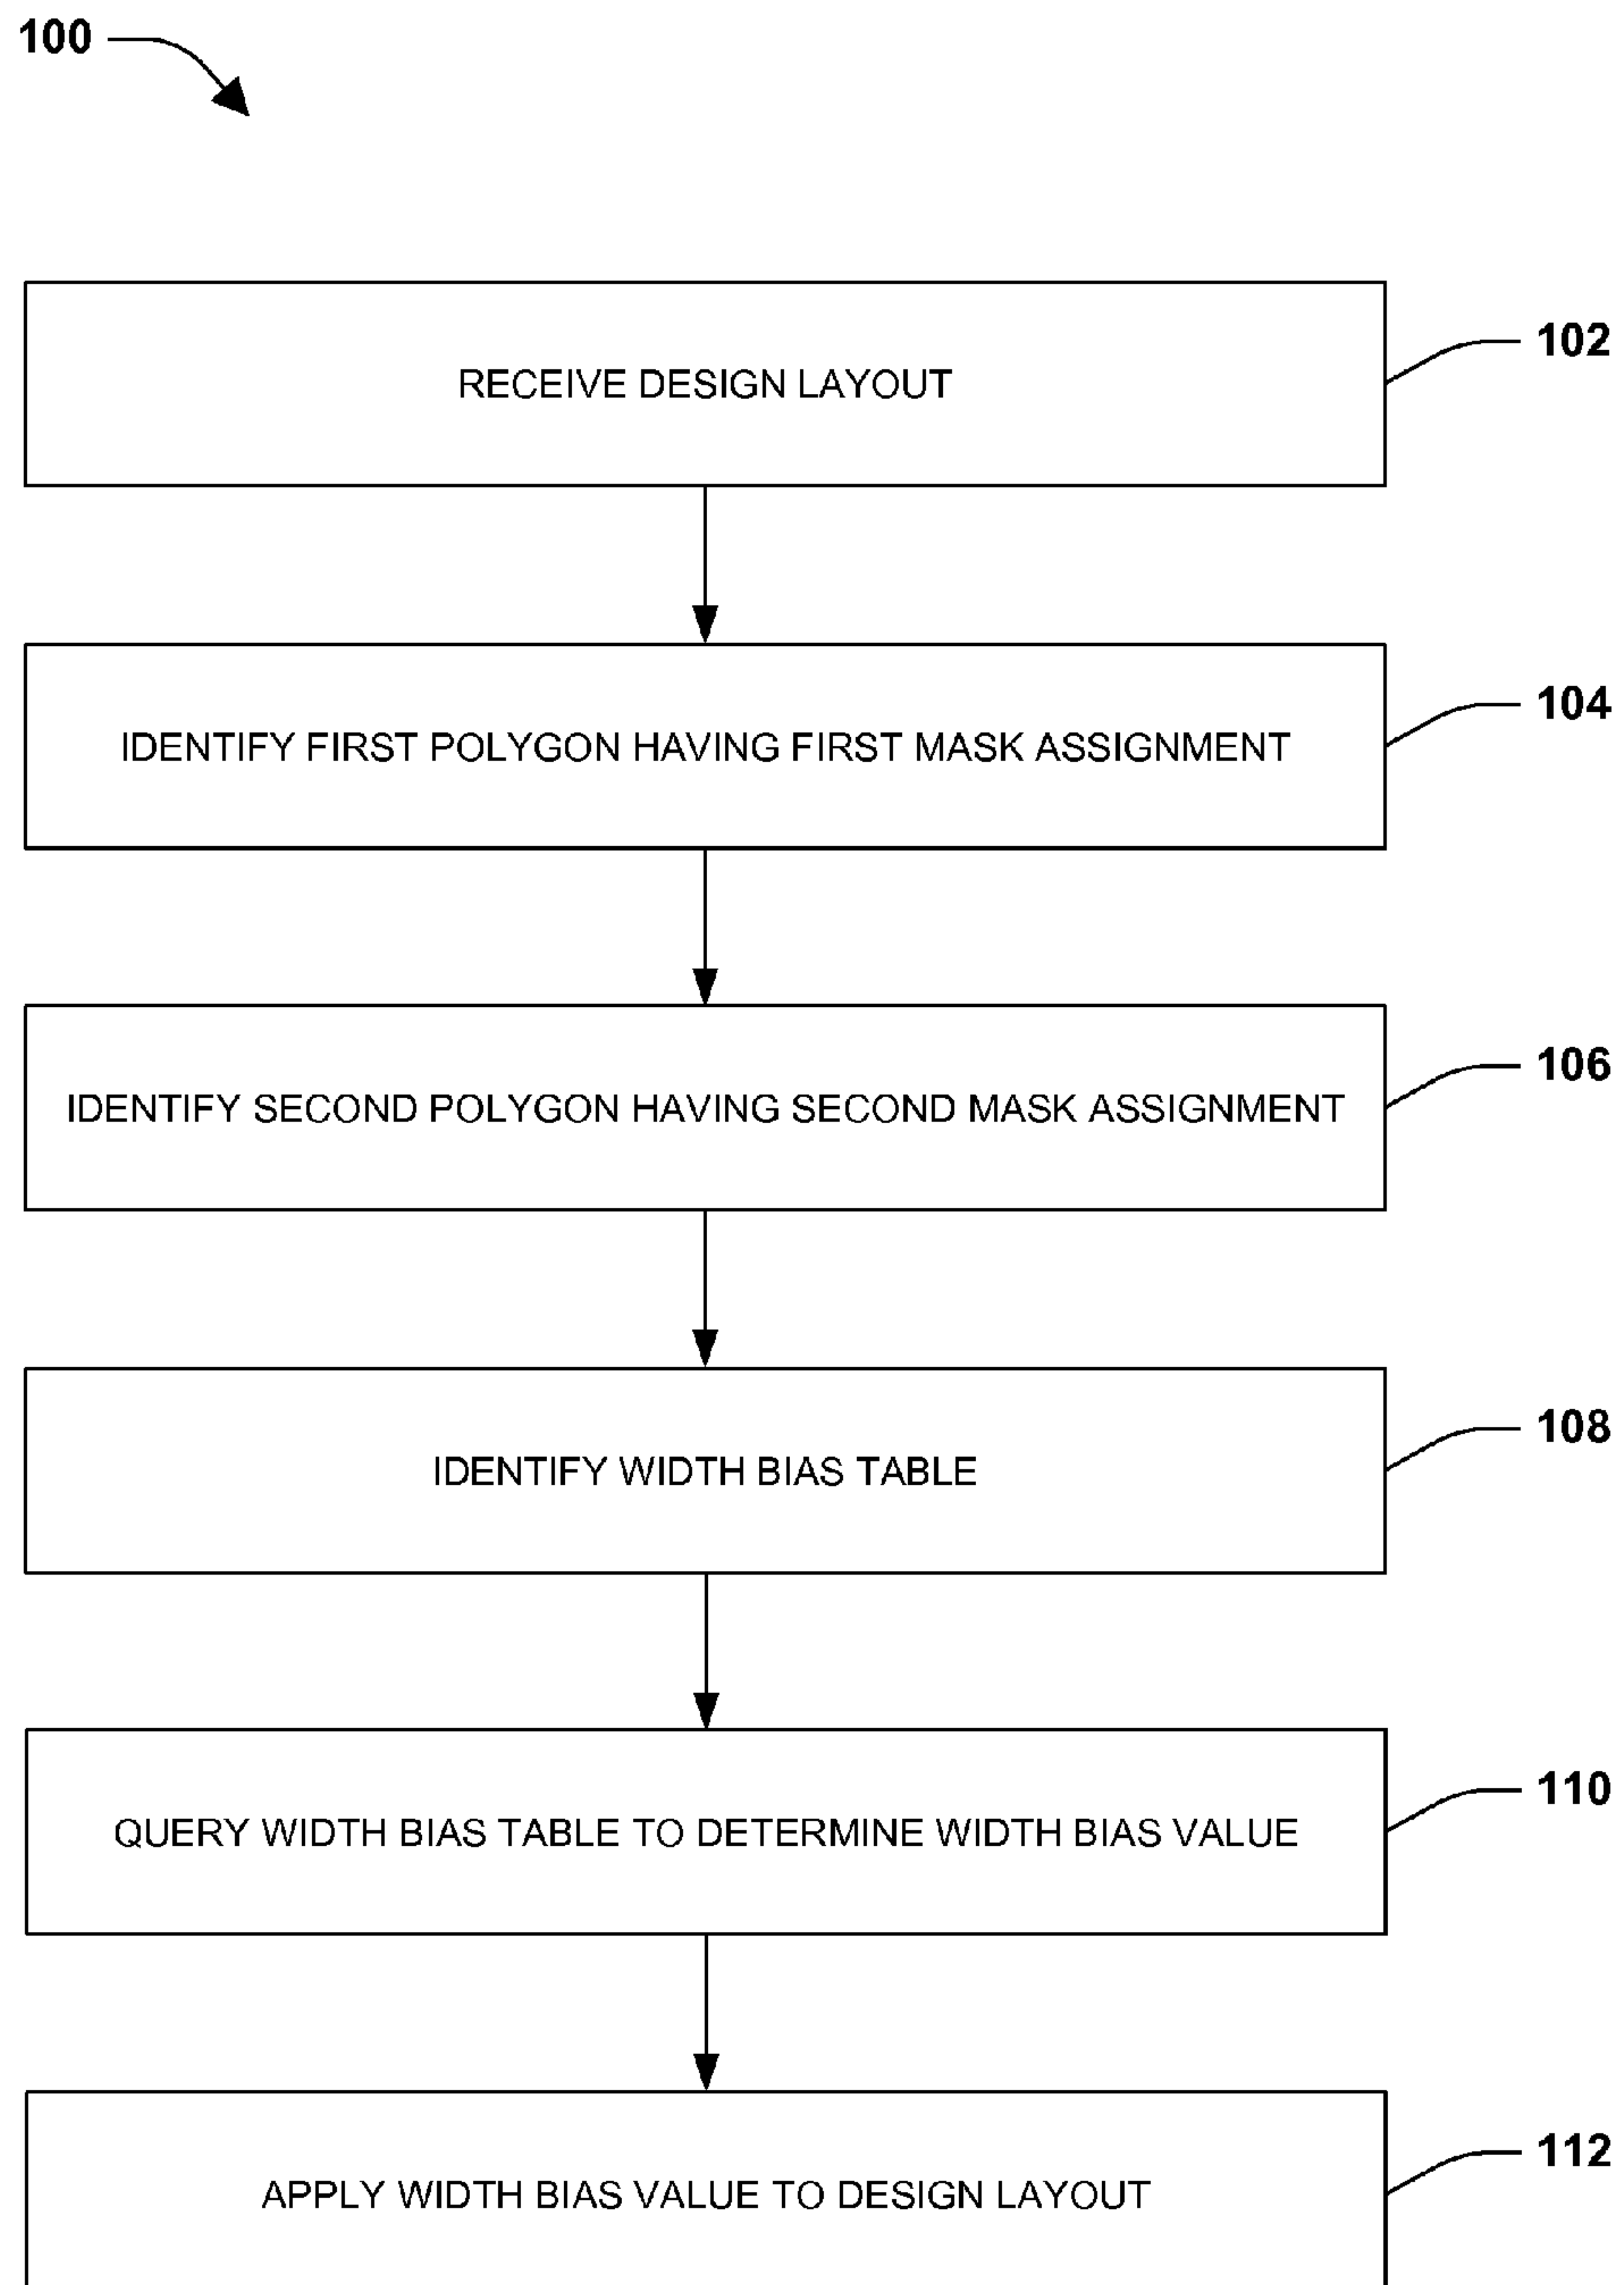 100
RECEIVE DESIGN LAYOUT
102
IDENTIFY FIRST POLYGON HAVING FIRST MASK ASSIGNMENT
104
IDENTIFY SECOND POLYGON HAVING SECOND MASK ASSIGNMENT
106
IDENTIFY WIDTH BIAS TABLE
108
QUERY WIDTH BIAS TABLE TO DETERMINE WIDTH BIAS VALUE
110
APPLY WIDTH BIAS VALUE TO DESIGN LAYOUT
112